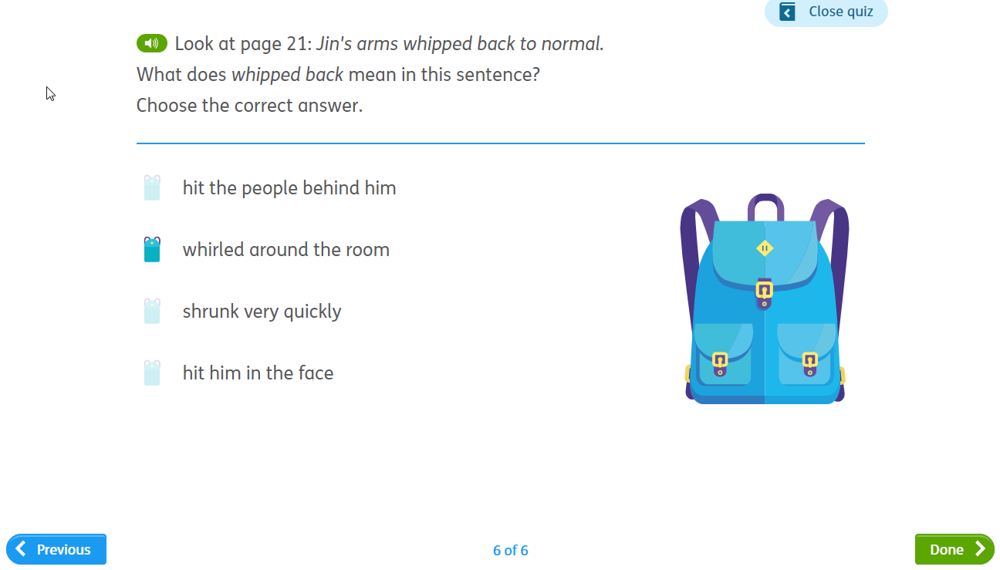 Close quiz
Look at page 21: Jin's arms whipped back to normal.
What does whipped back mean in this sentence?
Choose the correct answer.
hit the people behind him
whirled around the room
shrunk very quickly
hit him in the face
Previous
6 of 6
Done